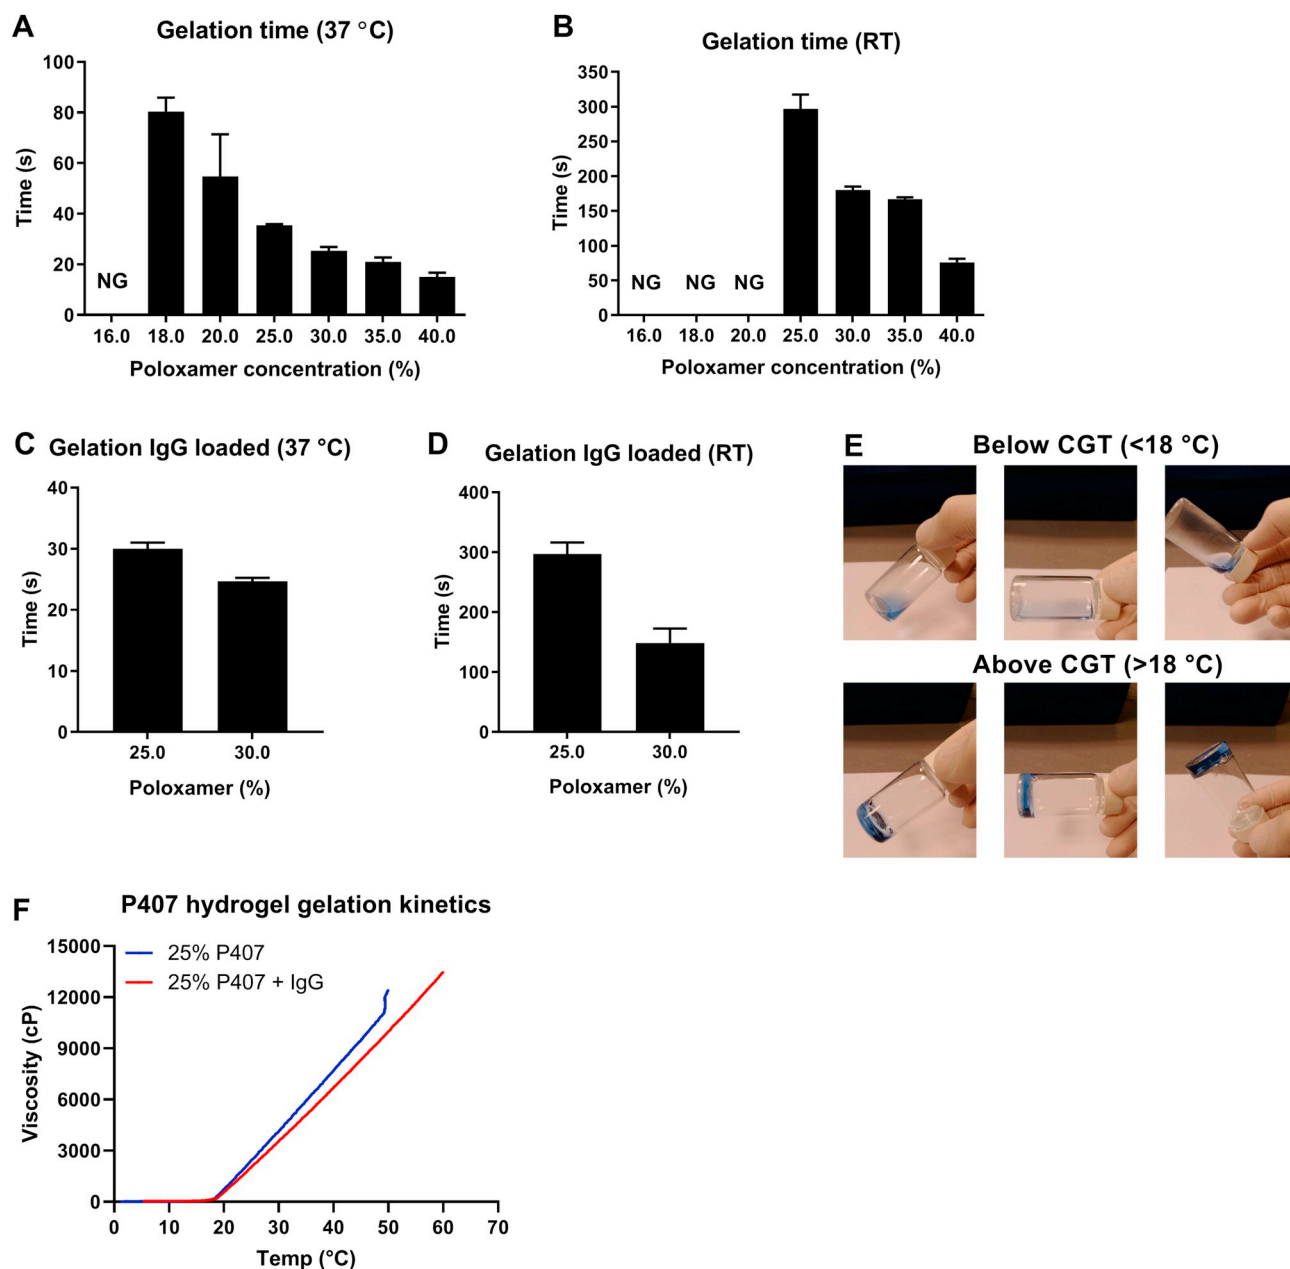 A
Gelation time (37 °C)
Time (s)
100
80
60
40
20
0
NG
16.0 18.0 20.0 25.0 30.0 35.0 40.0
Poloxamer concentration (%)
B
Gelation time (RT)
Time (s)
350
300
250
200
150
100
50
0
NG NG NG
16.0 18.0 20.0 25.0 30.0 35.0 40.0
Poloxamer concentration (%)
C
Gelation IgG loaded (37 °C)
Time (s)
40
30
20
10
0
25.0 30.0
Poloxamer (%)
D
Gelation IgG loaded (RT)
Time (s)
400
300
200
100
0
25.0 30.0
Poloxamer (%)
E
Below CGT (<18 °C)
Above CGT (>18 °C)
F
P407 hydrogel gelation kinetics
Viscosity (cP)
15000
12000
9000
6000
3000
0
25% P407
25% P407 + IgG
0 10 20 30 40 50 60 70
Temp (°C)